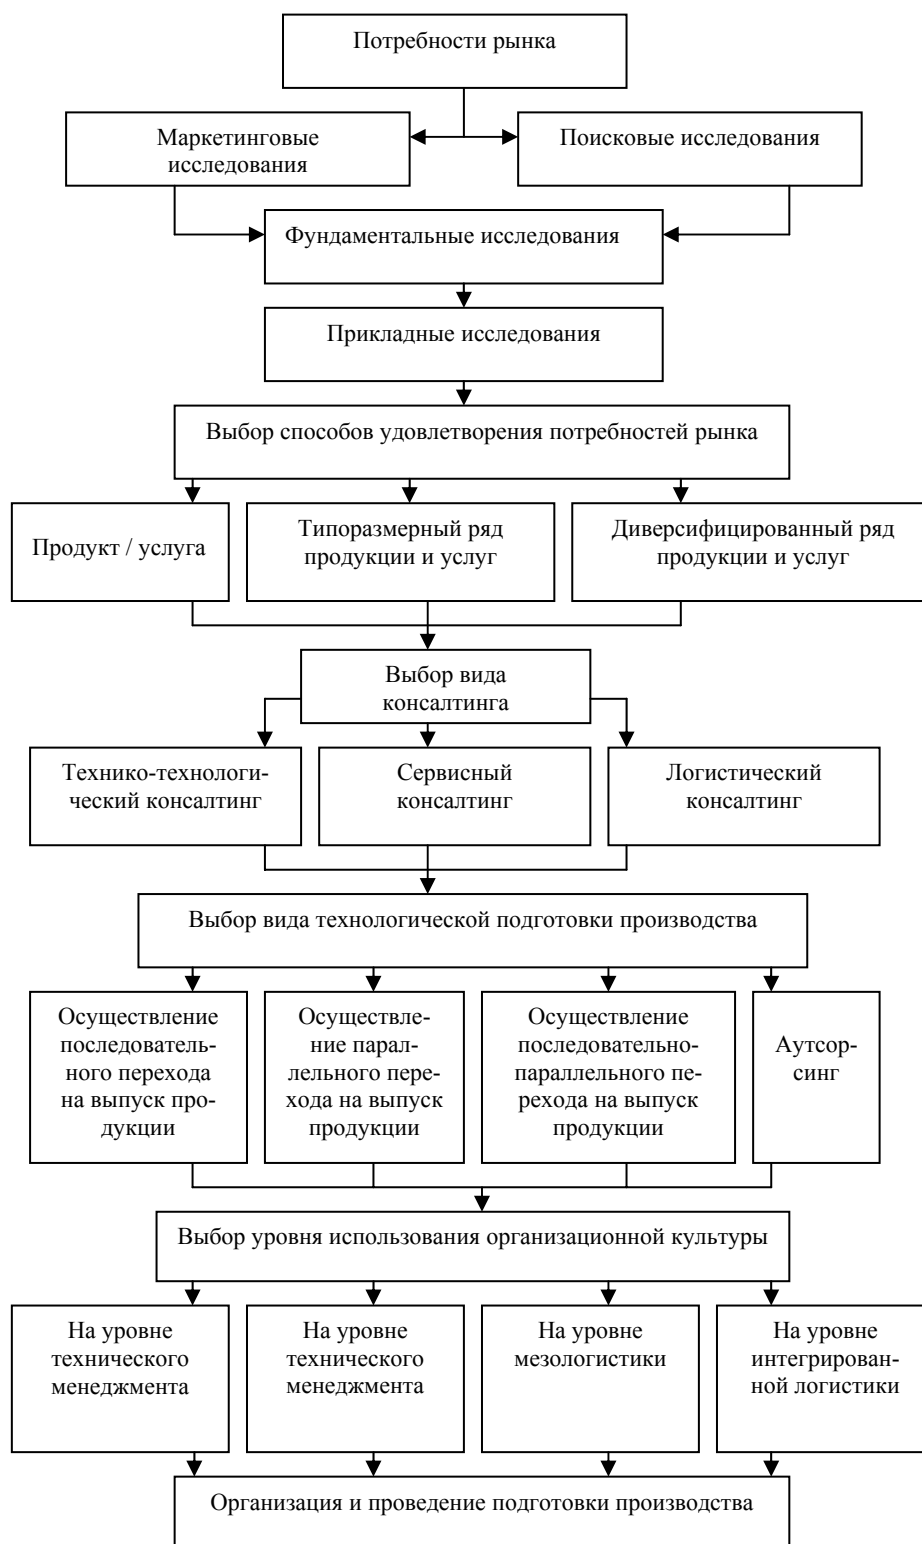 Потребности рынка
Маркетинговые
исследования
Поисковые исследования
Фундаментальные исследования
Прикладные исследования
Выбор способов удовлетворения потребностей рынка
Продукт / услуга
Типоразмерный ряд
продукции и услуг
Диверсифицированный ряд
продукции и услуг
Выбор вида
консалтинга
Технико-технологи-
ческий консалтинг
Сервисный
консалтинг
Логистический
консалтинг
Выбор вида технологической подготовки производства
Осуществление
последователь-
ного перехода
на выпуск про-
дукции
Осуществле-
ние парал-
лельного пере-
хода на выпуск
продукции
Осуществление
последовательно-
параллельного пе-
рехода на выпуск
продукции
Аутсор-
синг
Выбор уровня использования организационной культуры
На уровне
технического
менеджмента
На уровне
технического
менеджмента
На уровне
мезологистики
На уровне
интегрирован-
ной логистики
Организация и проведение подготовки производства